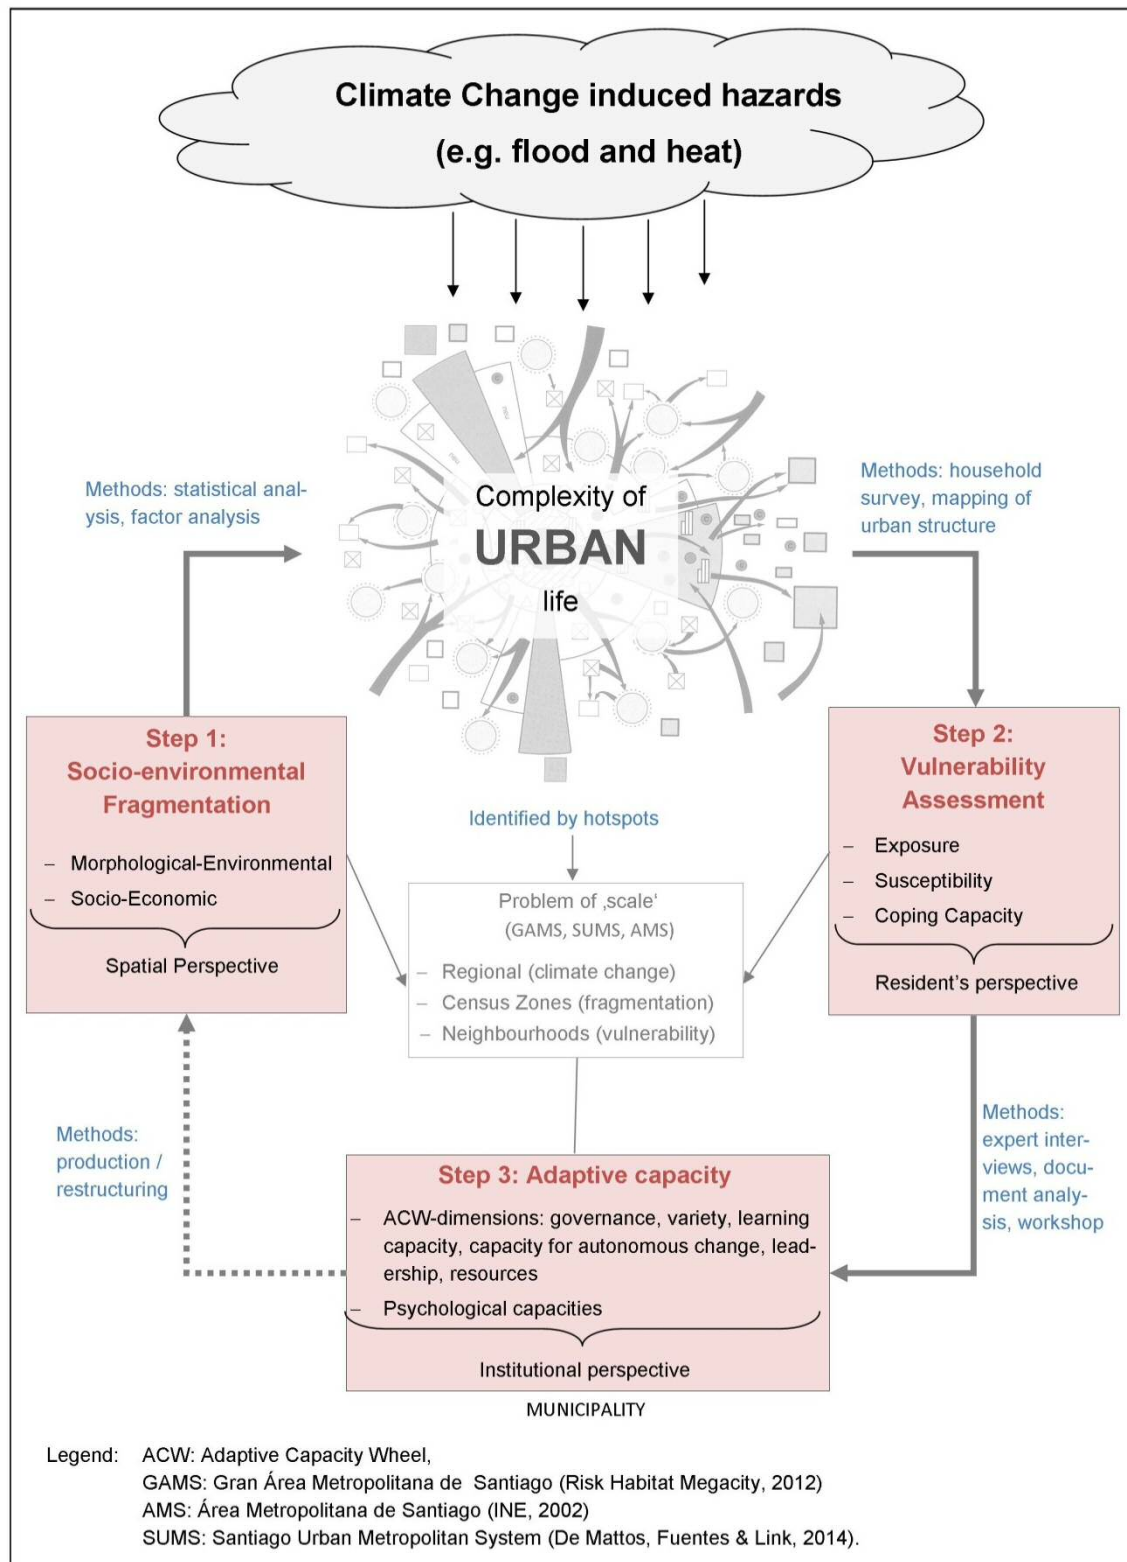 Climate Change induced hazards
(e.g. flood and heat)
Methods: statistical anal-
ysis, factor analysis
Complexity of
URBAN
life
Methods: household
survey, mapping of
urban structure
Step 1:
Socio-environmental
Fragmentation
– Morphological-Environmental
– Socio-Economic
Spatial Perspective
Identified by hotspots
Problem of ‚scale‘
(GAMS, SUMS, AMS)
– Regional (climate change)
– Census Zones (fragmentation)
– Neighbourhoods (vulnerability)
Step 2:
Vulnerability
Assessment
– Exposure
– Susceptibility
– Coping Capacity
Resident’s perspective
Methods:
production /
restructuring
Methods:
expert inter-
views, docu-
ment analy-
sis, workshop
Step 3: Adaptive capacity
– ACW-dimensions: governance, variety, learning
capacity, capacity for autonomous change, lead-
ership, resources
– Psychological capacities
Institutional perspective
MUNICIPALITY
Legend: ACW: Adaptive Capacity Wheel,
GAMS: Gran Área Metropolitana de Santiago (Risk Habitat Megacity, 2012)
AMS: Área Metropolitana de Santiago (INE, 2002)
SUMS: Santiago Urban Metropolitan System (De Mattos, Fuentes & Link, 2014).